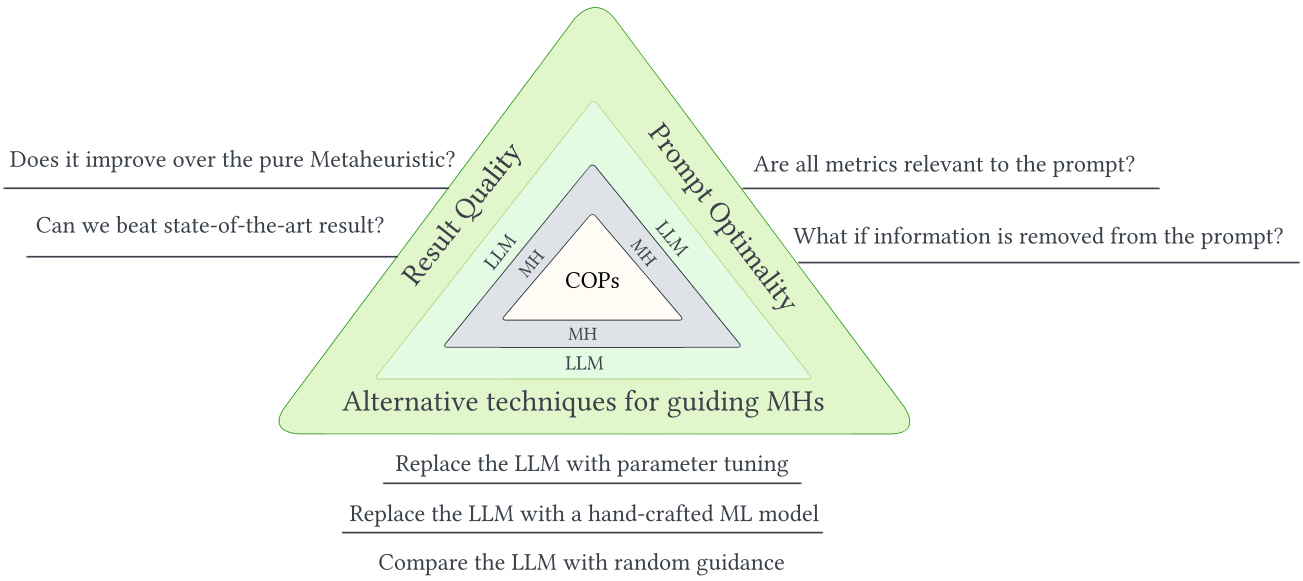 Does it improve over the pure Metaheuristic?
Can we beat state-of-the-art result?
Result Quality
Prompt Optimality
Are all metrics relevant to the prompt?
What if information is removed from the prompt?
LLM
MH
COPs
MH
LLM
MH
LLM
Alternative techniques for guiding MHs
Replace the LLM with parameter tuning
Replace the LLM with a hand-crafted ML model
Compare the LLM with random guidance